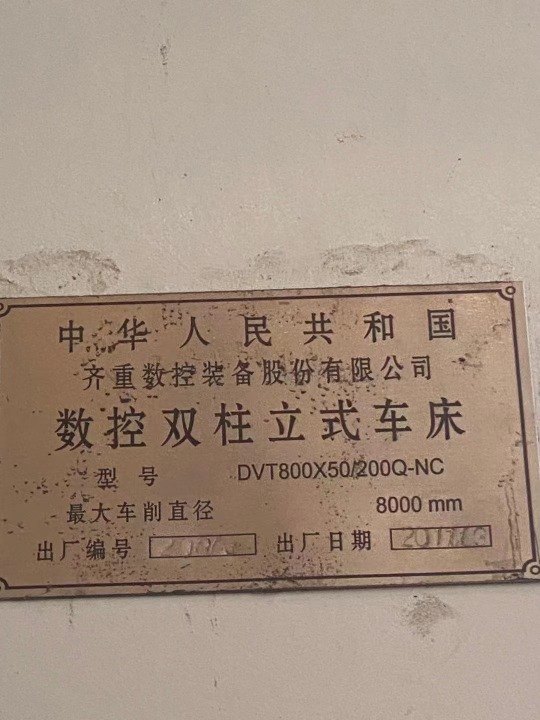 中华人民共和国
齐重数控装备股份有限公司
数控双柱立式车床
型号 DVT800X50/200Q-NC
最大车削直径 8000 mm
出厂编号 出厂日期